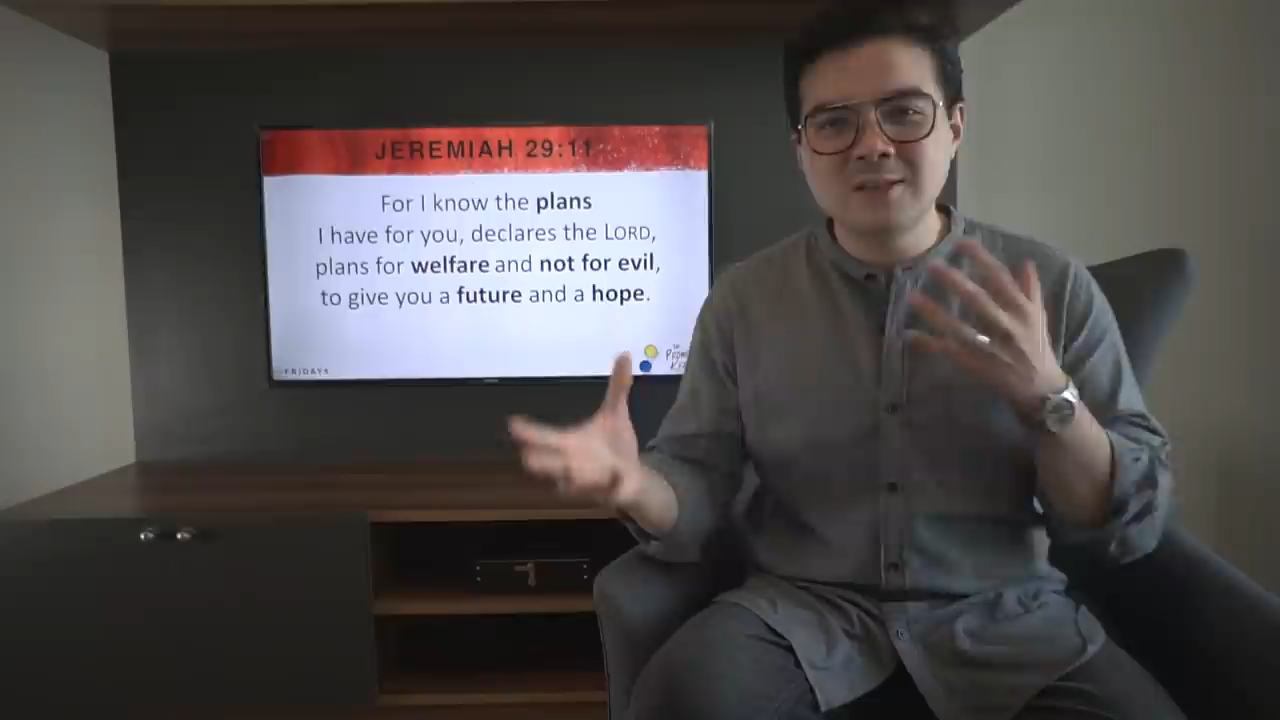 JEREMIAH 29:11
For I know the plans
I have for you, declares the LORD,
plans for welfare and not for evil,
to give you a future and a hope.
FRIDAYS